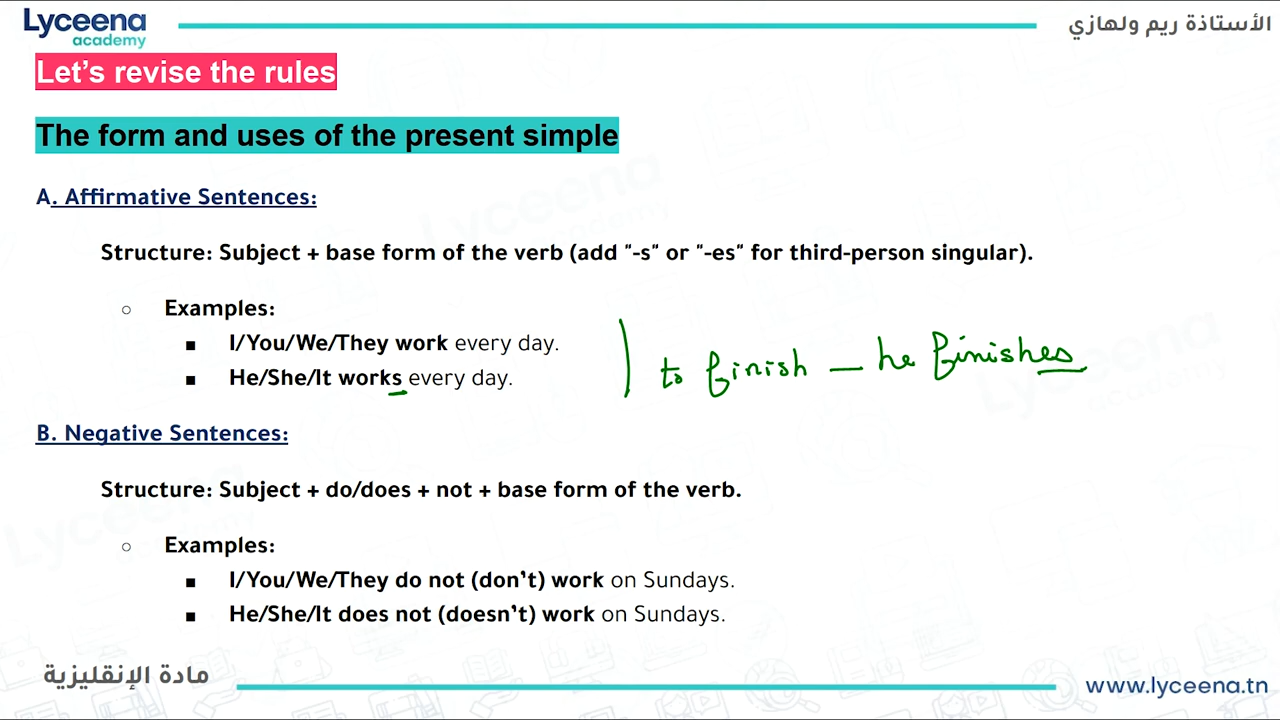 Lyceena
academy
الأستاذة ريم ولهازي
Let's revise the rules
The form and uses of the present simple
A. Affirmative Sentences:
Structure: Subject + base form of the verb (add "-s" or "-es" for third-person singular).
○ Examples:
■ I/You/We/They work every day.
■ He/She/It works every day.
to finish — he finishes
B. Negative Sentences:
Structure: Subject + do/does + not + base form of the verb.
○ Examples:
■ I/You/We/They do not (don't) work on Sundays.
■ He/She/It does not (doesn't) work on Sundays.
مادة الإنقليزية
www.lyceena.tn